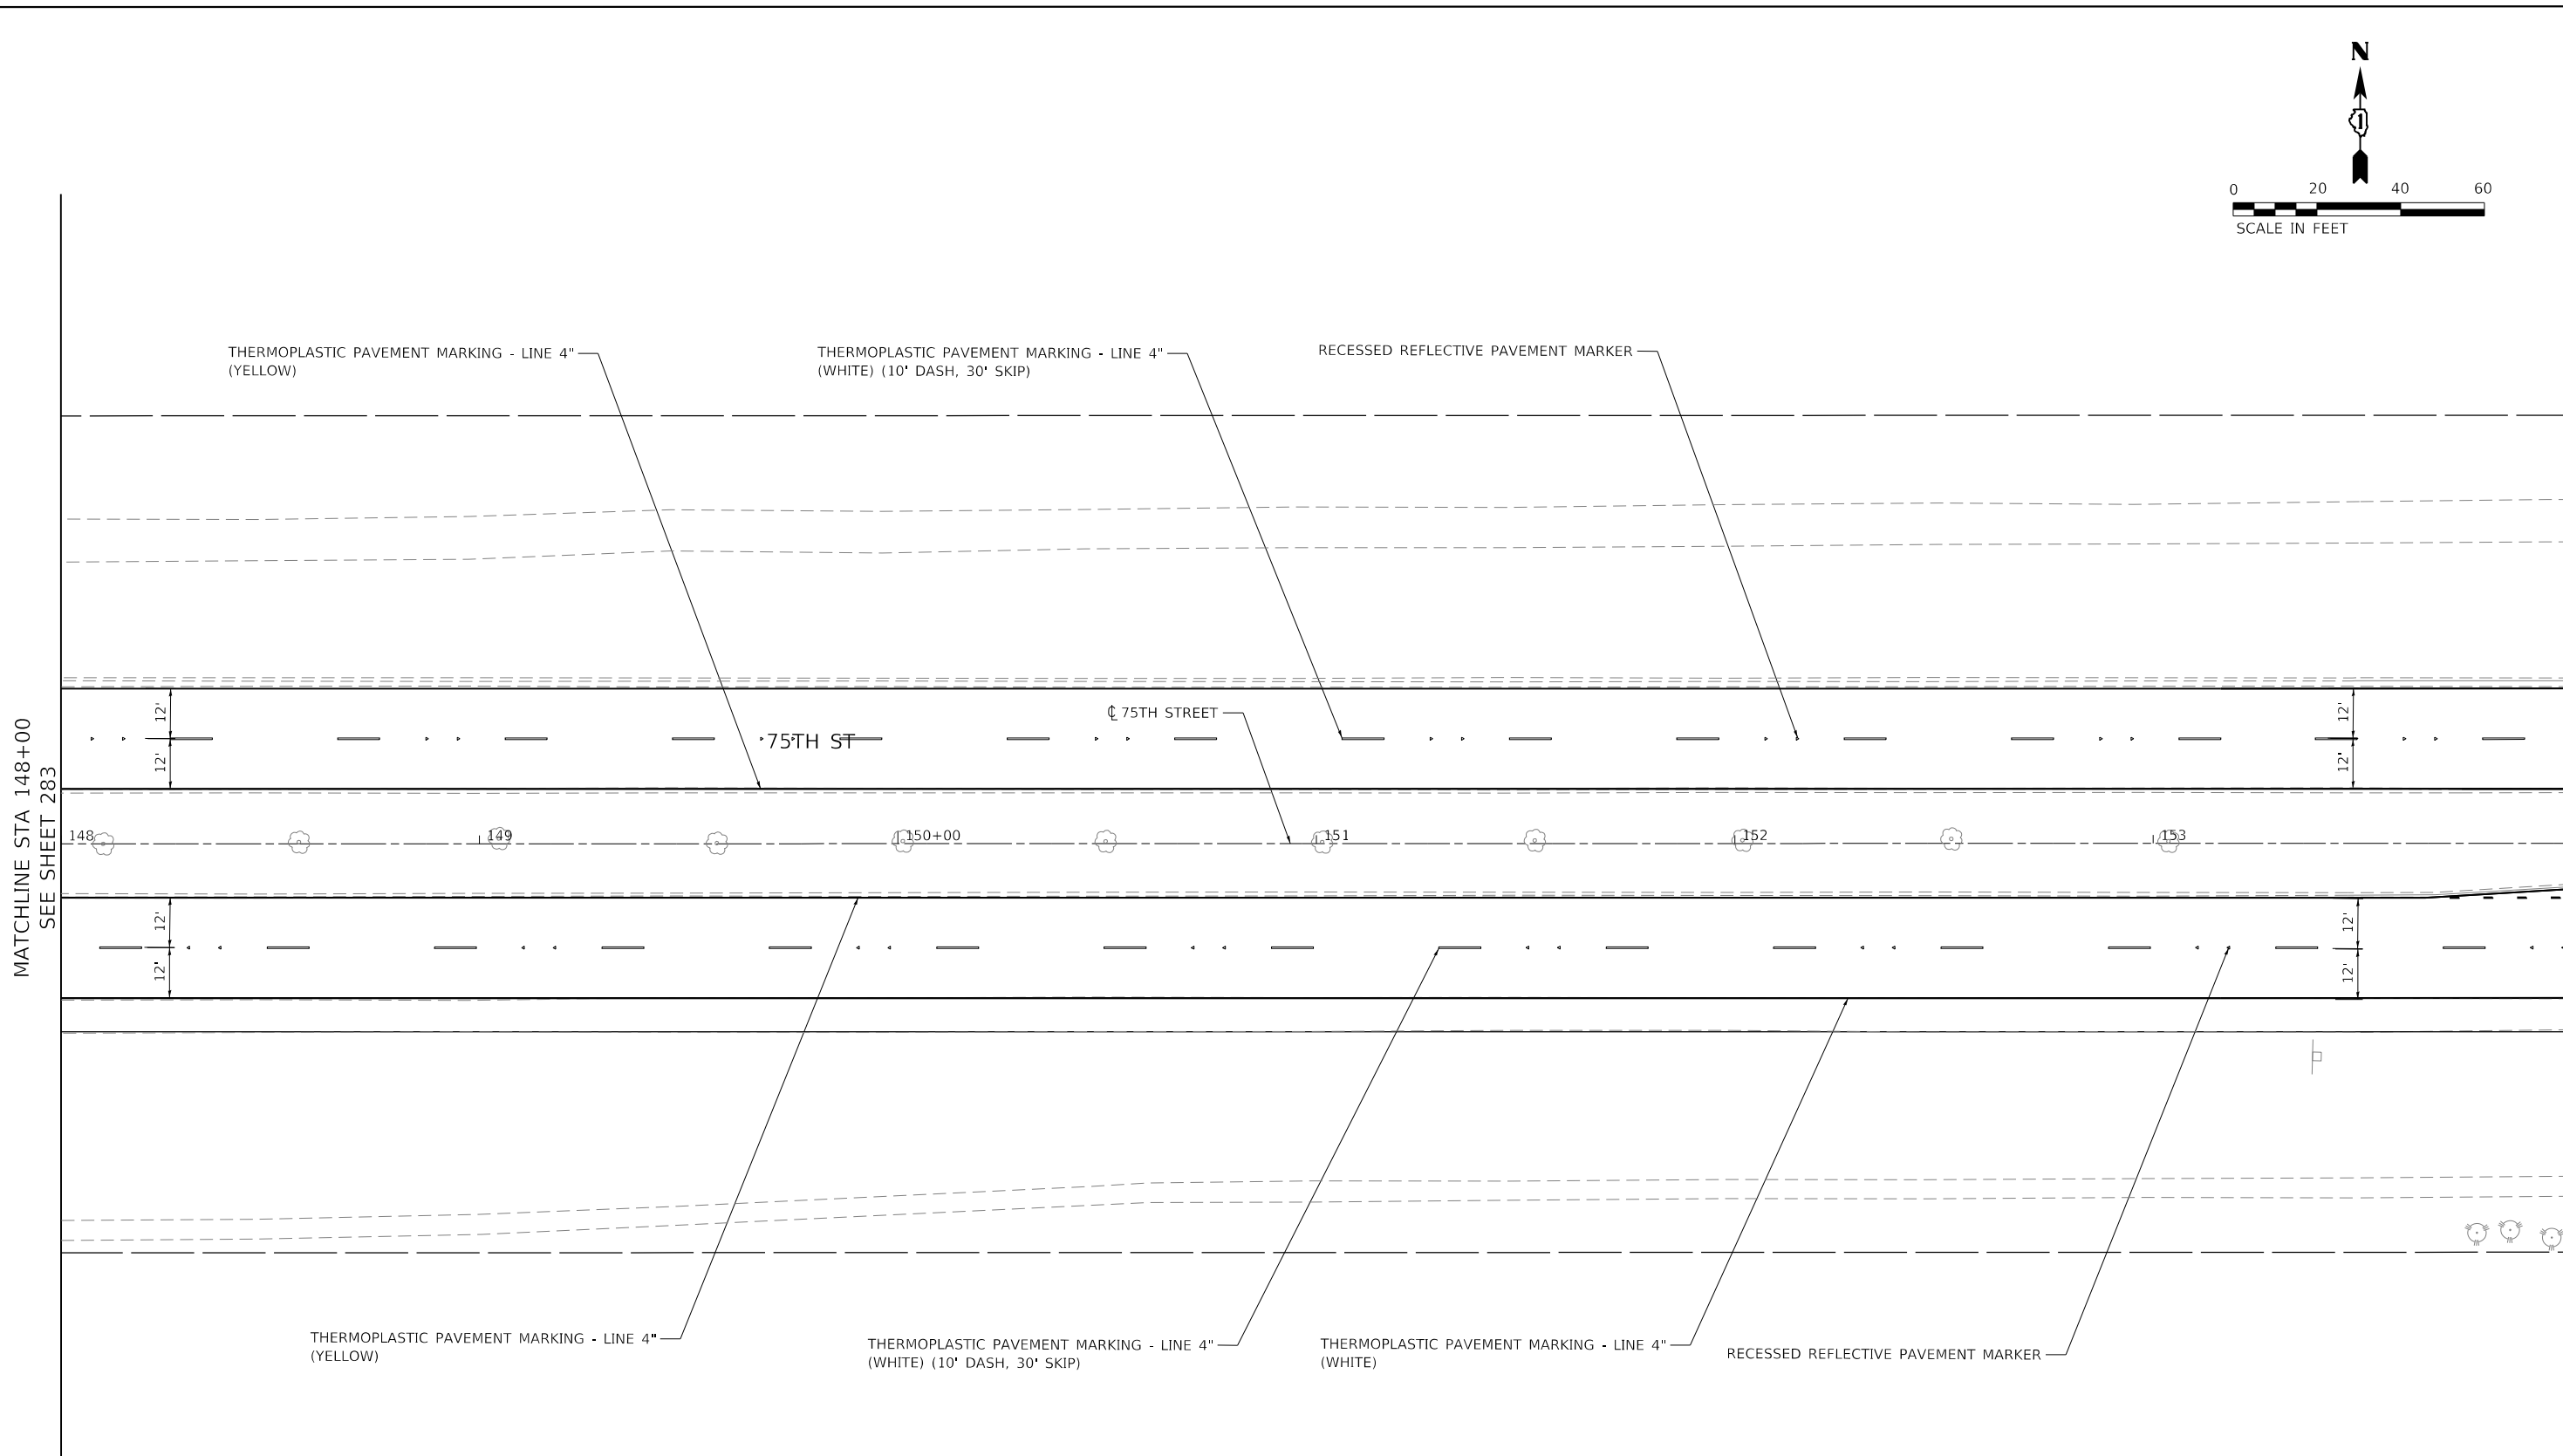 N
0 20 40 60
SCALE IN FEET
THERMOPLASTIC PAVEMENT MARKING - LINE 4"
(YELLOW)
THERMOPLASTIC PAVEMENT MARKING - LINE 4"
(WHITE) (10' DASH, 30' SKIP)
RECESSED REFLECTIVE PAVEMENT MARKER
12'
12'
℄ 75TH STREET
75TH ST
12'
12'
MATCHLINE STA 148+00
SEE SHEET 283
148 149 150+00 151 152 153
12'
12'
12'
12'
THERMOPLASTIC PAVEMENT MARKING - LINE 4"
(YELLOW)
THERMOPLASTIC PAVEMENT MARKING - LINE 4"
(WHITE) (10' DASH, 30' SKIP)
THERMOPLASTIC PAVEMENT MARKING - LINE 4"
(WHITE)
RECESSED REFLECTIVE PAVEMENT MARKER